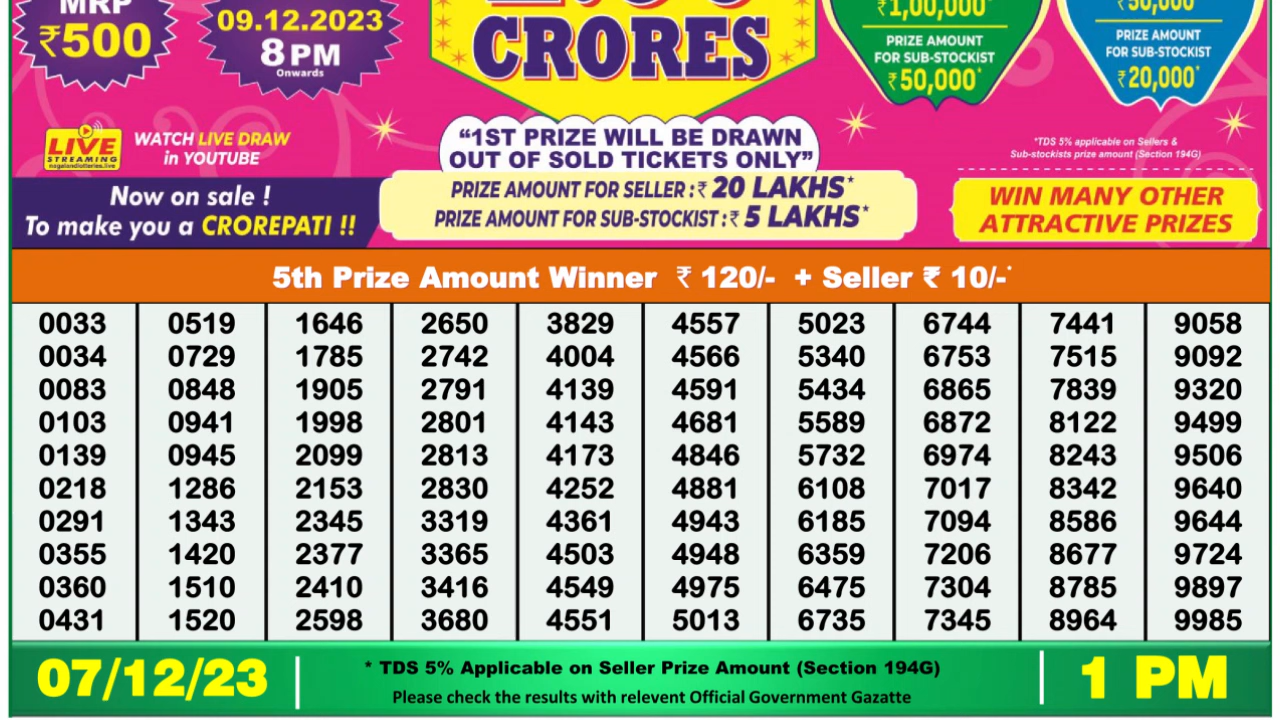 MRP
₹500
09.12.2023
8 PM
Onwards
CRORES
₹1,00,000*
PRIZE AMOUNT
FOR SUB-STOCKIST
₹50,000*
₹50,000
PRIZE AMOUNT
FOR SUB-STOCKIST
₹20,000*
LIVE
STREAMING
nagalandlotteries.live
WATCH LIVE DRAW
in YOUTUBE
"1ST PRIZE WILL BE DRAWN
OUT OF SOLD TICKETS ONLY"
*TDS 5% applicable on Sellers &
Sub-stockists prize amount (Section 194G)
Now on sale !
To make you a CROREPATI !!
PRIZE AMOUNT FOR SELLER :₹ 20 LAKHS*
PRIZE AMOUNT FOR SUB-STOCKIST :₹ 5 LAKHS*
WIN MANY OTHER
ATTRACTIVE PRIZES
5th Prize Amount Winner ₹ 120/- + Seller ₹ 10/-*
0033 0519 1646 2650 3829 4557 5023 6744 7441 9058
0034 0729 1785 2742 4004 4566 5340 6753 7515 9092
0083 0848 1905 2791 4139 4591 5434 6865 7839 9320
0103 0941 1998 2801 4143 4681 5589 6872 8122 9499
0139 0945 2099 2813 4173 4846 5732 6974 8243 9506
0218 1286 2153 2830 4252 4881 6108 7017 8342 9640
0291 1343 2345 3319 4361 4943 6185 7094 8586 9644
0355 1420 2377 3365 4503 4948 6359 7206 8677 9724
0360 1510 2410 3416 4549 4975 6475 7304 8785 9897
0431 1520 2598 3680 4551 5013 6735 7345 8964 9985
07/12/23
* TDS 5% Applicable on Seller Prize Amount (Section 194G)
Please check the results with relevent Official Government Gazatte
1 PM